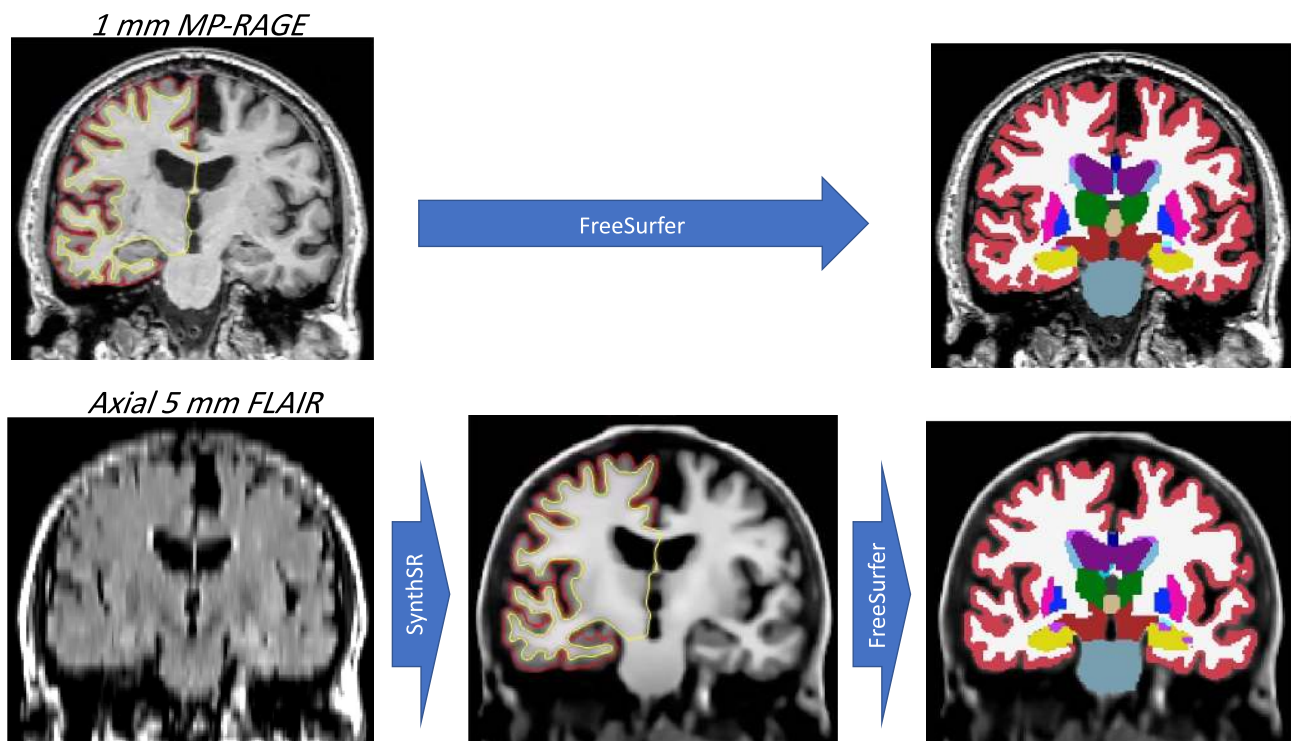 1 mm MP-RAGE
FreeSurfer
Axial 5 mm FLAIR
SynthSR
FreeSurfer